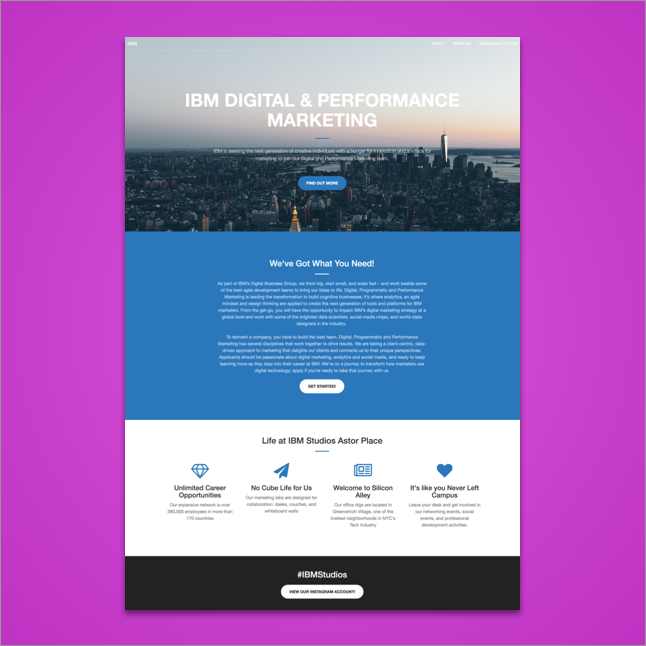 IBM
ABOUT SERVICES
IBM DIGITAL & PERFORMANCE
MARKETING
IBM is seeking the next generation of creative individuals with a hunger for innovation and a knack for
marketing to join our Digital and Performance Marketing team.
FIND OUT MORE
We've Got What You Need!
As part of IBM's Digital Business Group, we think big, start small, and scale fast – and work beside some
of the best agile development teams to bring our ideas to life. Digital, Programmatic and Performance
Marketing is leading the transformation to build cognitive businesses; it's where analytics, an agile
mindset and design thinking are applied to create the next generation of tools and platforms for IBM
marketers. From the get-go, you will have the opportunity to impact IBM's digital marketing strategy at a
global level and work with some of the brightest data scientists, social media ninjas, and world-class
designers in the industry.
To reinvent a company, you have to build the best team. Digital, Programmatic and Performance
Marketing has several disciplines that work together to drive results. We are taking a client-centric, data-
driven approach to marketing that delights our clients and connects us to their unique perspectives.
Applicants should be passionate about digital marketing, analytics and social media, and ready to keep
learning more as they step into their career at IBM. We're on a journey to transform how marketers use
digital technology; apply if you're ready to take that journey with us.
GET STARTED!
Life at IBM Studios Astor Place
Unlimited Career
Opportunities
Our expansive network is over
380,000 employees in more than
170 countries
No Cube Life for Us
Our marketing labs are designed for
collaboration: desks, couches, and
whiteboard walls
Welcome to Silicon
Alley
Our office digs are located in
Greenwhich Village, one of the
liveliest neighborhoods in NYC's
Tech Industry
It's like you Never Left
Campus
Leave your desk and get involved in
our networking events, social
events, and professional
development activities.
#IBMStudios
VIEW OUR INSTAGRAM ACCOUNT!